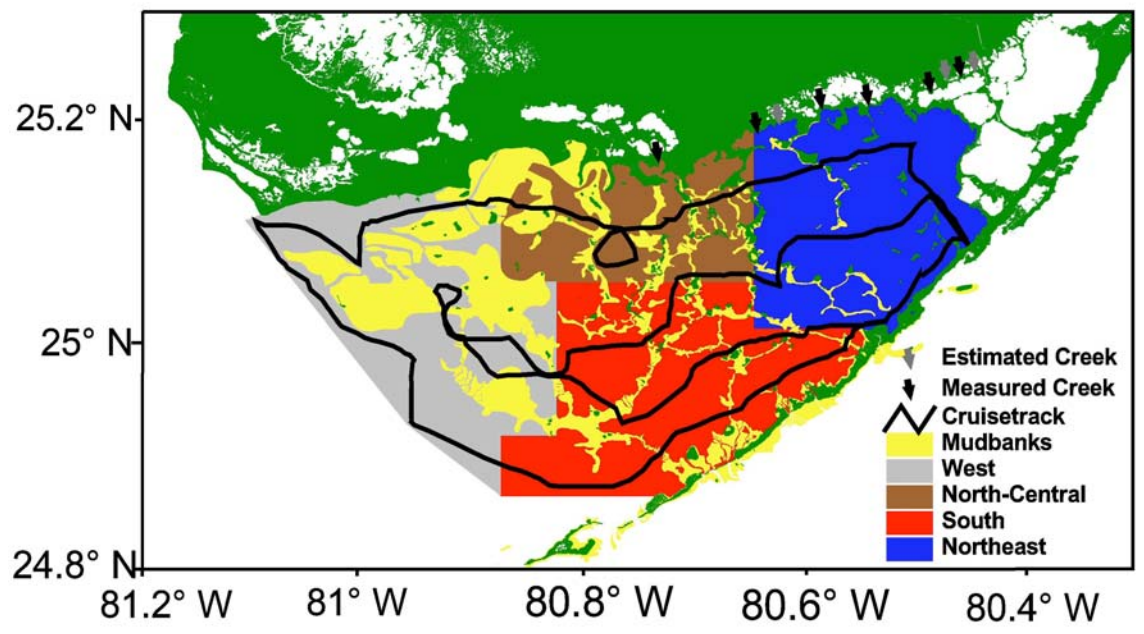 25.2° N
25° N
24.8° N
81.2° W
81° W
80.8° W
80.6° W
80.4° W
Estimated Creek
Measured Creek
Cruisetrack
Mudbanks
West
North-Central
South
Northeast